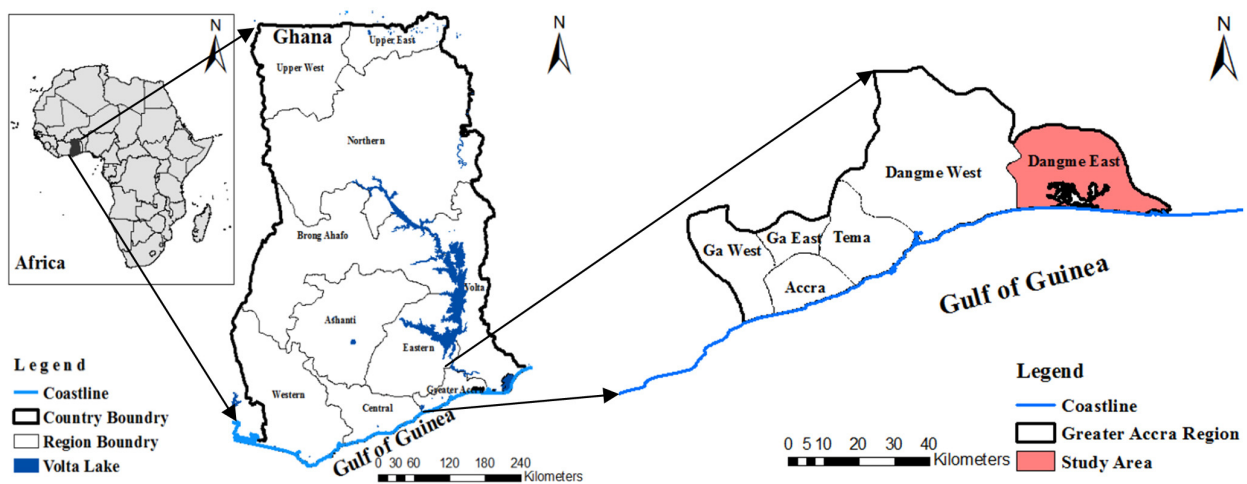 N
Africa
Ghana
N
Upper East
Upper West
Northern
Brong Ahafo
Volta
Ashanti
Eastern
Greater Accra
Western
Central
Gulf of Guinea
Legend
Coastline
Country Boundry
Region Boundry
Volta Lake
0 30 60 120 180 240
Kilometers
N
Dangme East
Dangme West
Ga West
Ga East
Tema
Accra
Gulf of Guinea
Legend
Coastline
Greater Accra Region
Study Area
0 5 10 20 30 40
Kilometers